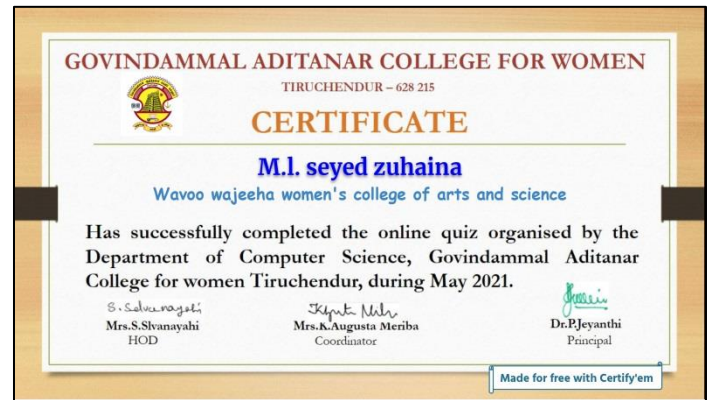 GOVINDAMMAL ADITANAR COLLEGE FOR WOMEN
TIRUCHENDUR – 628 215
CERTIFICATE
M.l. seyed zuhaina
Wavoo wajeeha women's college of arts and science
Has successfully completed the online quiz organised by the
Department of Computer Science, Govindammal Aditanar
College for women Tiruchendur, during May 2021.
S. Selvanayahi
Mrs.S.Slvanayahi
HOD
Mrs.K.Augusta Meriba
Coordinator
Dr.P.Jeyanthi
Principal
Made for free with Certify'em